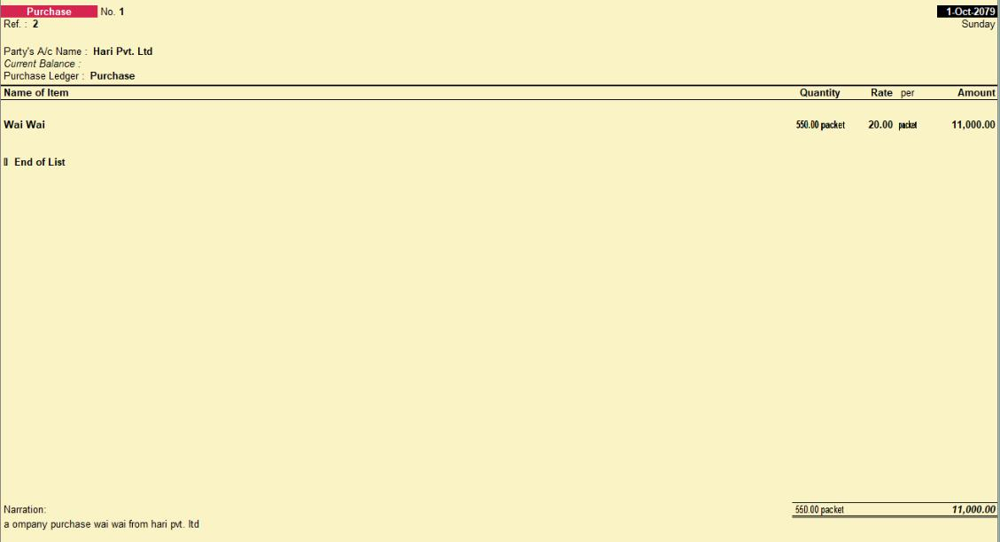 Purchase No. 1 1-Oct-2079
Ref. : 2 Sunday
Party's A/c Name : Hari Pvt. Ltd
Current Balance :
Purchase Ledger : Purchase
Name of Item Quantity Rate per Amount
Wai Wai 550.00 packet 20.00 packet 11,000.00
End of List
Narration: 550.00 packet 11,000.00
a ompany purchase wai wai from hari pvt. ltd